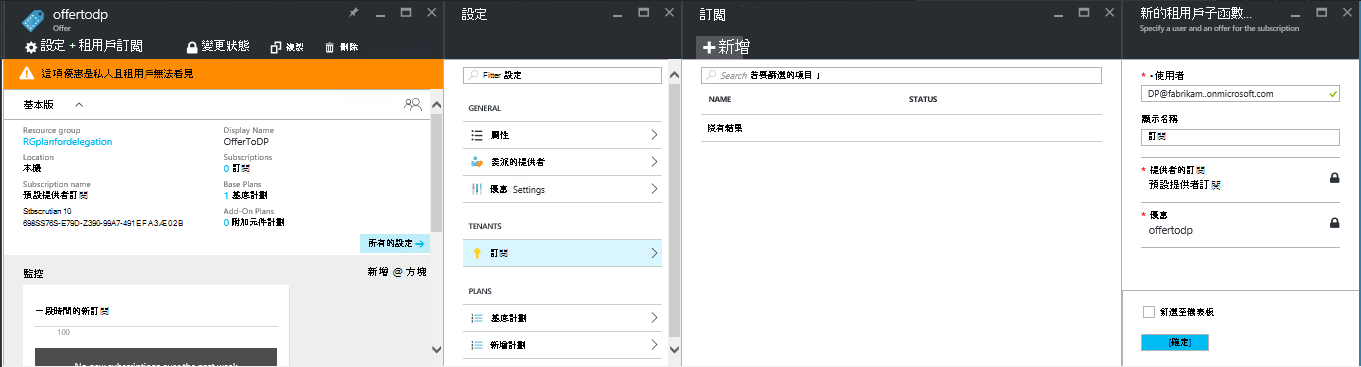 offertodp
Offer
設定 + 租用戶訂閱
變更狀態
複製
刪除
這項優惠是私人且租用戶無法看見
基本版
Resource group
RGplanfordelegation
Location
本機
Subscription name
預設提供者訂閱
Stbscrutian 10
698SS76S-E79D-Z390-99A7-491EFA3Æ02B
Display Name
OfferToDP
Subscriptions
0 訂閱
Base Plans
1 基底計劃
Add-On Plans
0 附加元件計劃
所有的設定
監控
新增 @ 方塊
一段時間的新訂閱
100
No new subscriptions over the past week
設定
Fitter 設定
GENERAL
屬性
委派的提供者
優惠 Settings
TENANTS
訂閱
PLANS
基底計劃
新增計劃
訂閱
+新增
Search 若要篩選的項目
NAME
STATUS
沒有結果
新的租用戶子函數...
Specify a user and an offer for the subscription
* • 使用者
DP@fabrikam..onmicrosoft.com
顯示名稱
訂閱
* 提供者的訂閱
預設提供者訂閱
* 優惠
offertodp
釘選至儀表板
[確定]